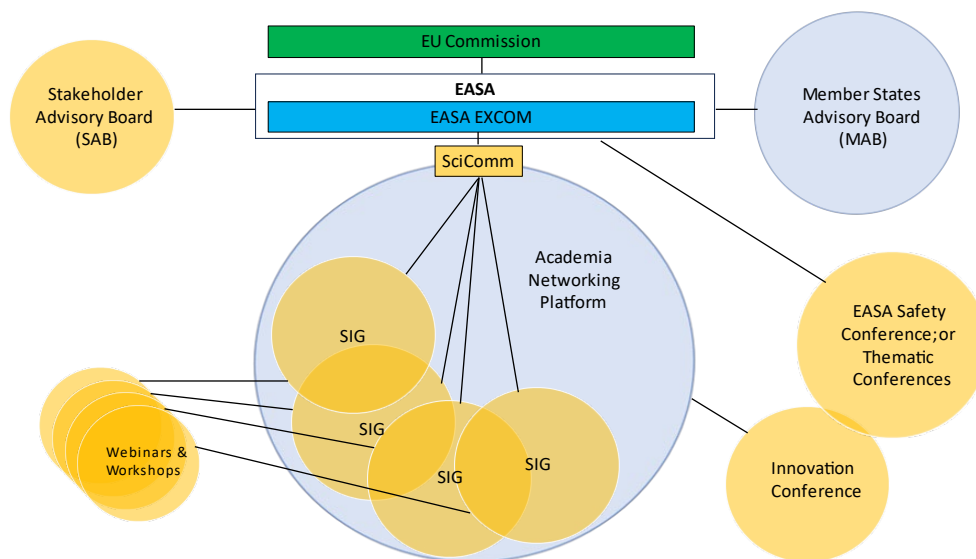 EU Commission
EASA
EASA EXCOM
SciComm
Stakeholder
Advisory Board
(SAB)
Member States
Advisory Board
(MAB)
Academia
Networking
Platform
SIG
SIG
SIG
SIG
EASA Safety
Conference; or
Thematic
Conferences
Webinars &
Workshops
Innovation
Conference